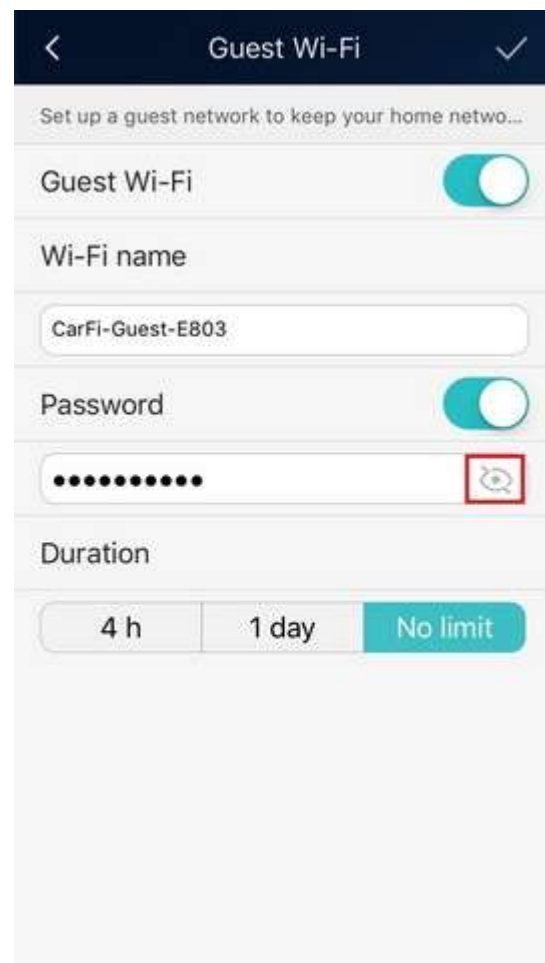 Guest Wi-Fi
Set up a guest network to keep your home netwo...
Guest Wi-Fi
Wi-Fi name
CarFi-Guest-E803
Password
••••••••••
Duration
4 h 1 day No limit